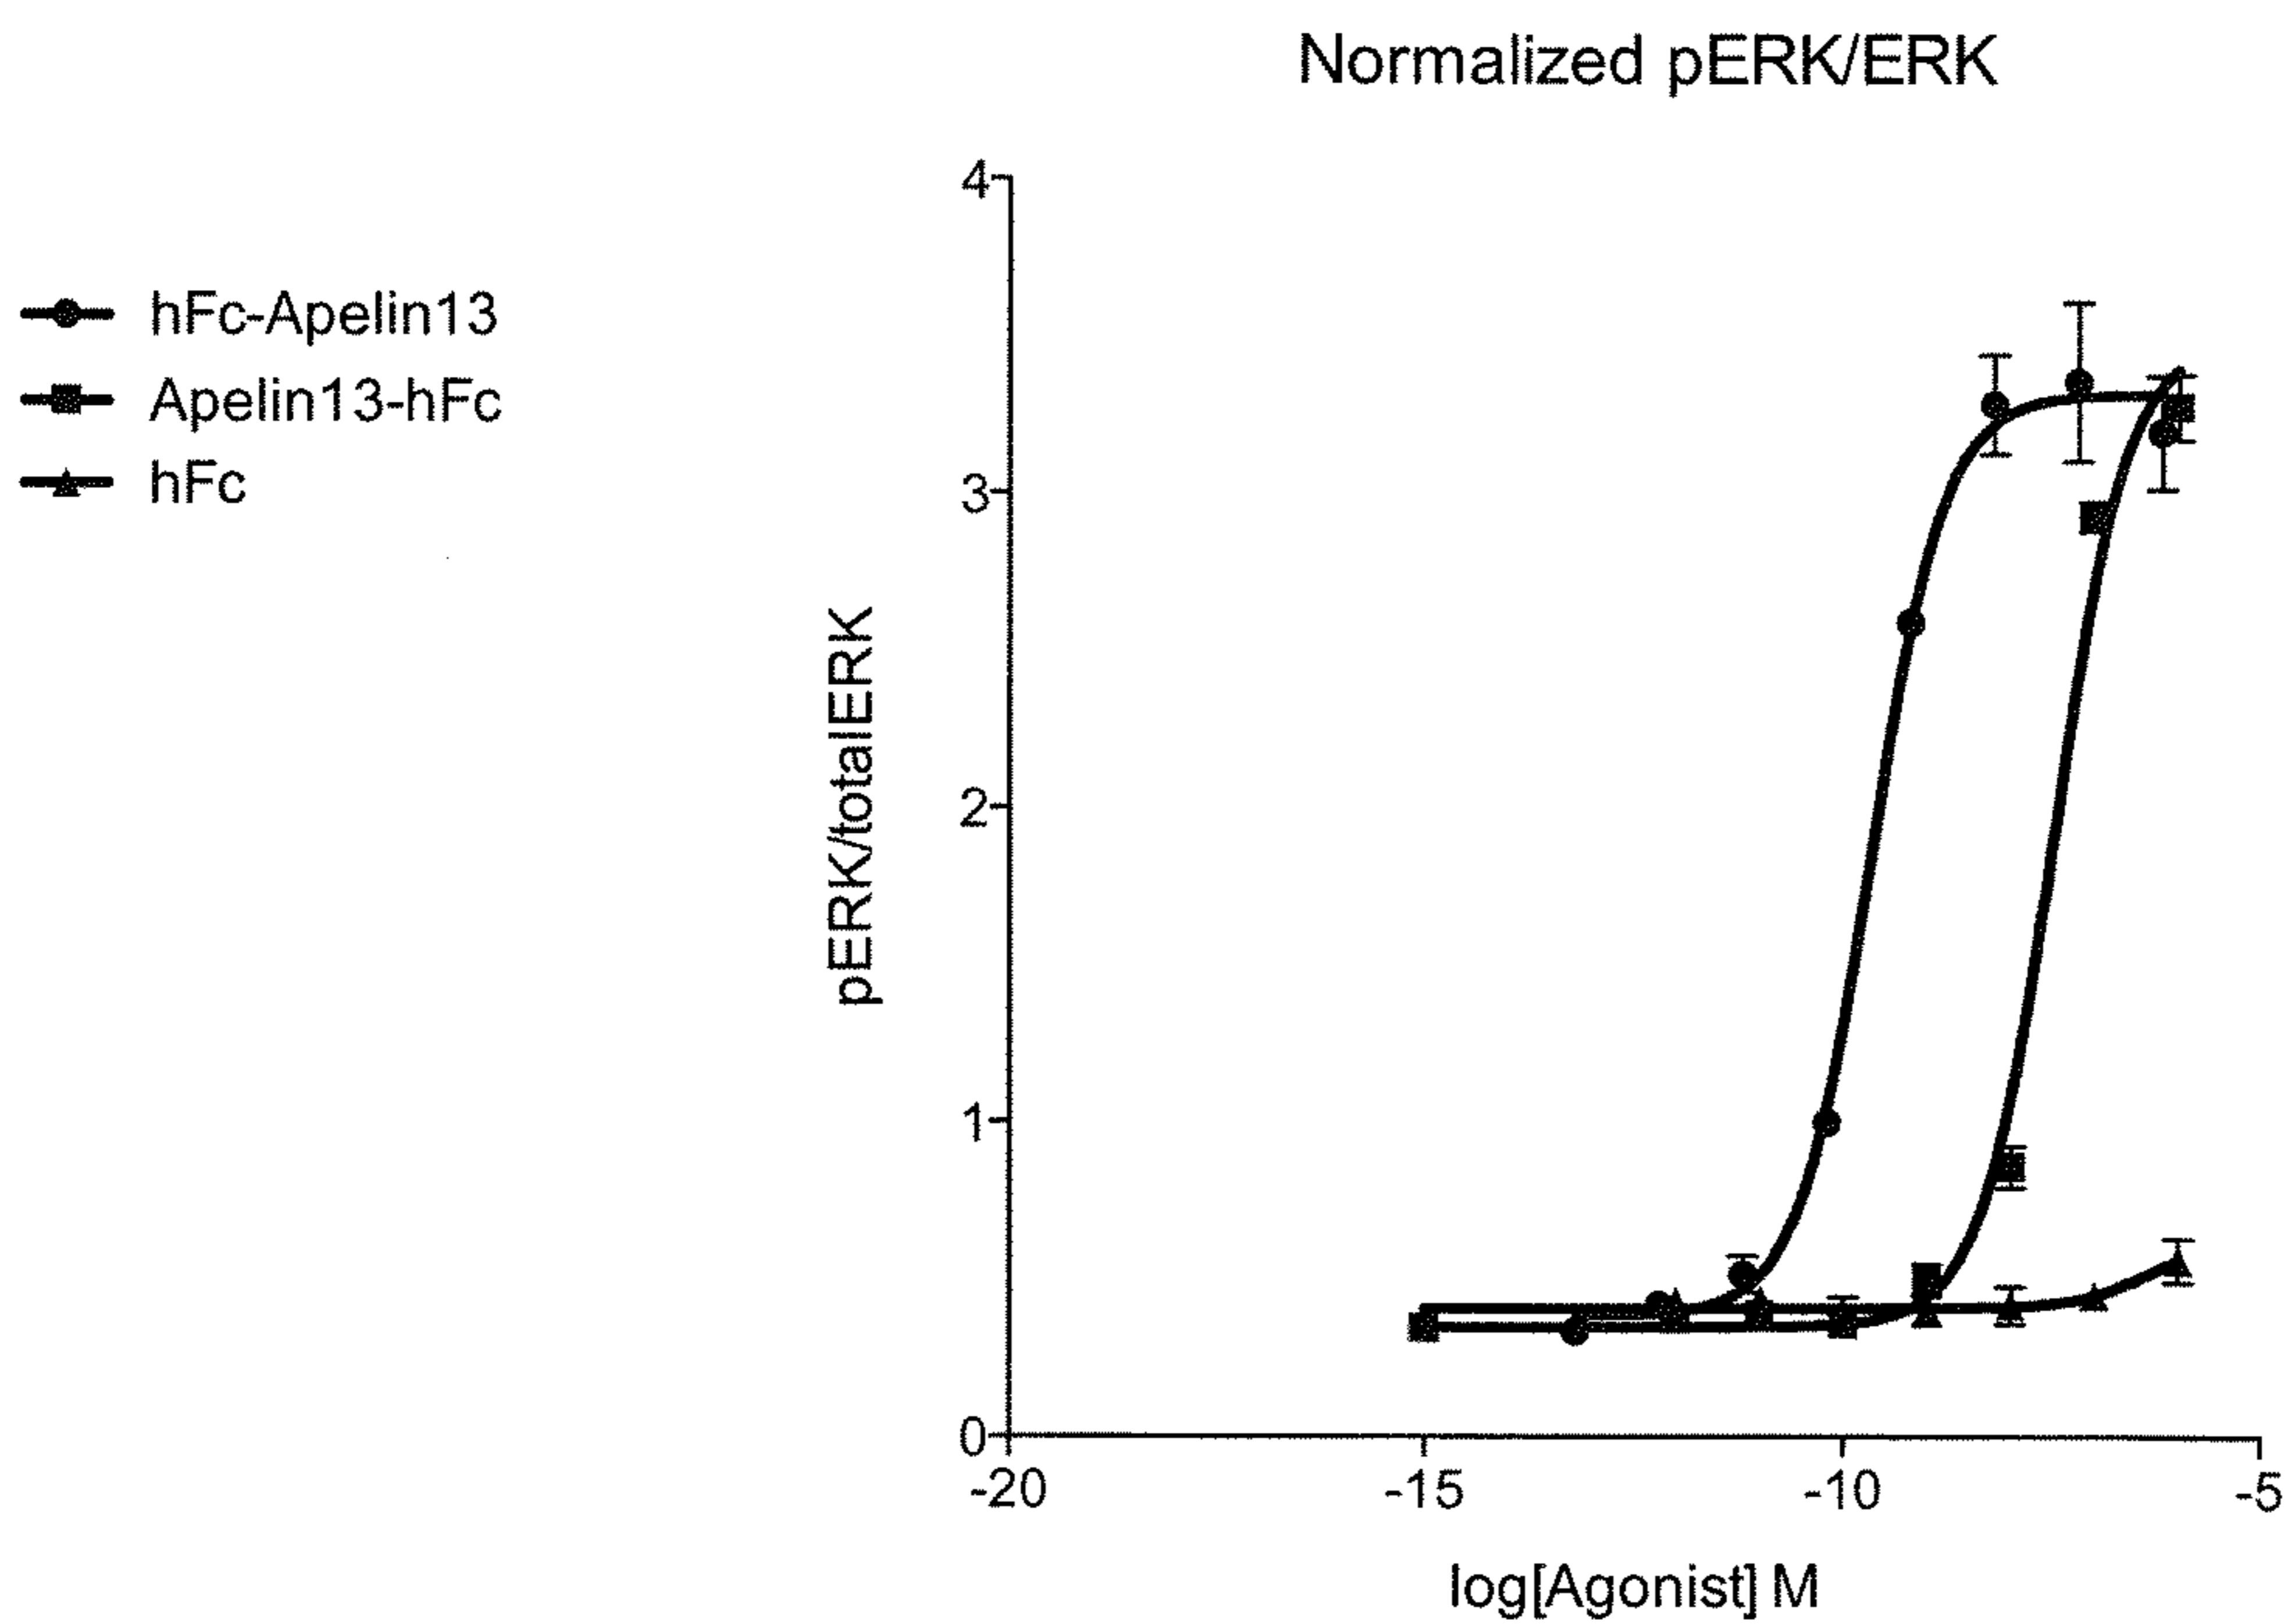 Normalized pERK/ERK
hFc-Apelin13
Apelin13-hFc
hFc
pERK/totalERK
4
3
2
1
0
-20
-15
-10
-5
log[Agonist] M